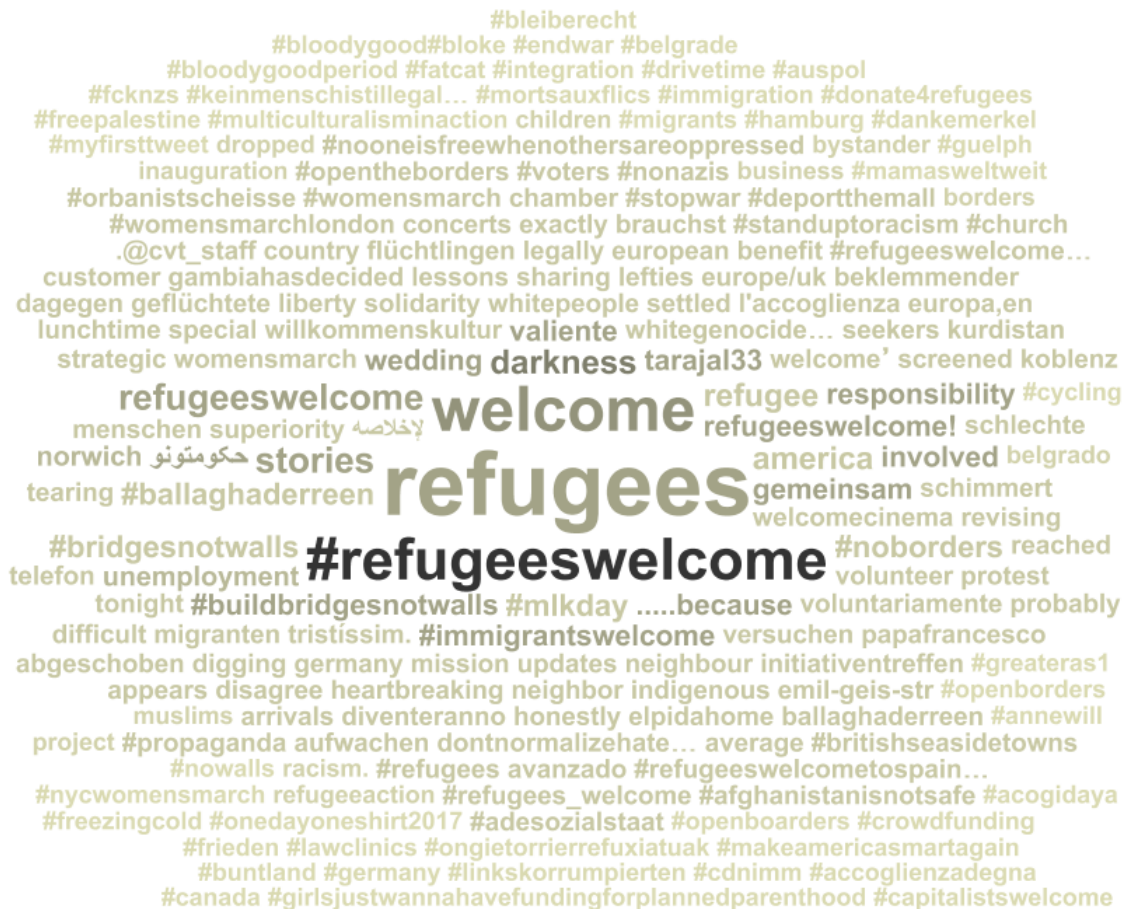 #bleiberecht
#bloodygood#bloke #endwar #belgrade
#bloodygoodperiod #fatcat #integration #drivetime #auspol
#fcknzs #keinmenschistillegal… #mortsauxflics #immigration #donate4refugees
#freepalestine #multiculturalisminaction children #migrants #hamburg #dankemerkel
#myfirsttweet dropped #nooneisfreewhenothersareoppressed bystander #guelph
inauguration #opentheborders #voters #nonazis business #mamasweltweit
#orbanistscheisse #womensmarch chamber #stopwar #deportthemall borders
#womensmarchlondon concerts exactly brauchst #standuptoracism #church
.@cvt_staff country flüchtlingen legally european benefit #refugeeswelcome…
customer gambiahasdecided lessons sharing lefties europe/uk beklemmender
dagegen geflüchtete liberty solidarity whitepeople settled l'accoglienza europa,en
lunchtime special willkommenskultur valiente whitegenocide… seekers kurdistan
strategic womensmarch wedding darkness tarajal33 welcome’ screened koblenz
refugeeswelcome welcome refugee responsibility #cycling
menschen superiority لإخلاصه refugeeswelcome! schlechte
norwich حکومتونو stories america involved belgrado
tearing #ballaghaderreen refugees gemeinsam schimmert
welcomecinema revising
#bridgesnotwalls #refugeeswelcome #noborders reached
telefon unemployment volunteer protest
tonight #buildbridgesnotwalls #mlkday .....because voluntariamente probably
difficult migranten tristíssim. #immigrantswelcome versuchen papafrancesco
abgeschoben digging germany mission updates neighbour initiativentreffen #greateras1
appears disagree heartbreaking neighbor indigenous emil-geis-str #openborders
muslims arrivals diventeranno honestly elpidahome ballaghaderreen #annewill
project #propaganda aufwachen dontnormalizehate… average #britishseasidetowns
#nowalls racism. #refugees avanzado #refugeeswelcometospain…
#nycwomensmarch refugeeaction #refugees_welcome #afghanistanisnotsafe #acogidaya
#freezingcold #onedayoneshirt2017 #adesozialstaat #openboarders #crowdfunding
#frieden #lawclinics #ongietorrierrefuxiatuak #makeamericasmartagain
#buntland #germany #linkskorrumpierten #cdnimm #accoglienzadegna
#canada #girlsjustwannahavefundingforplannedparenthood #capitalistswelcome